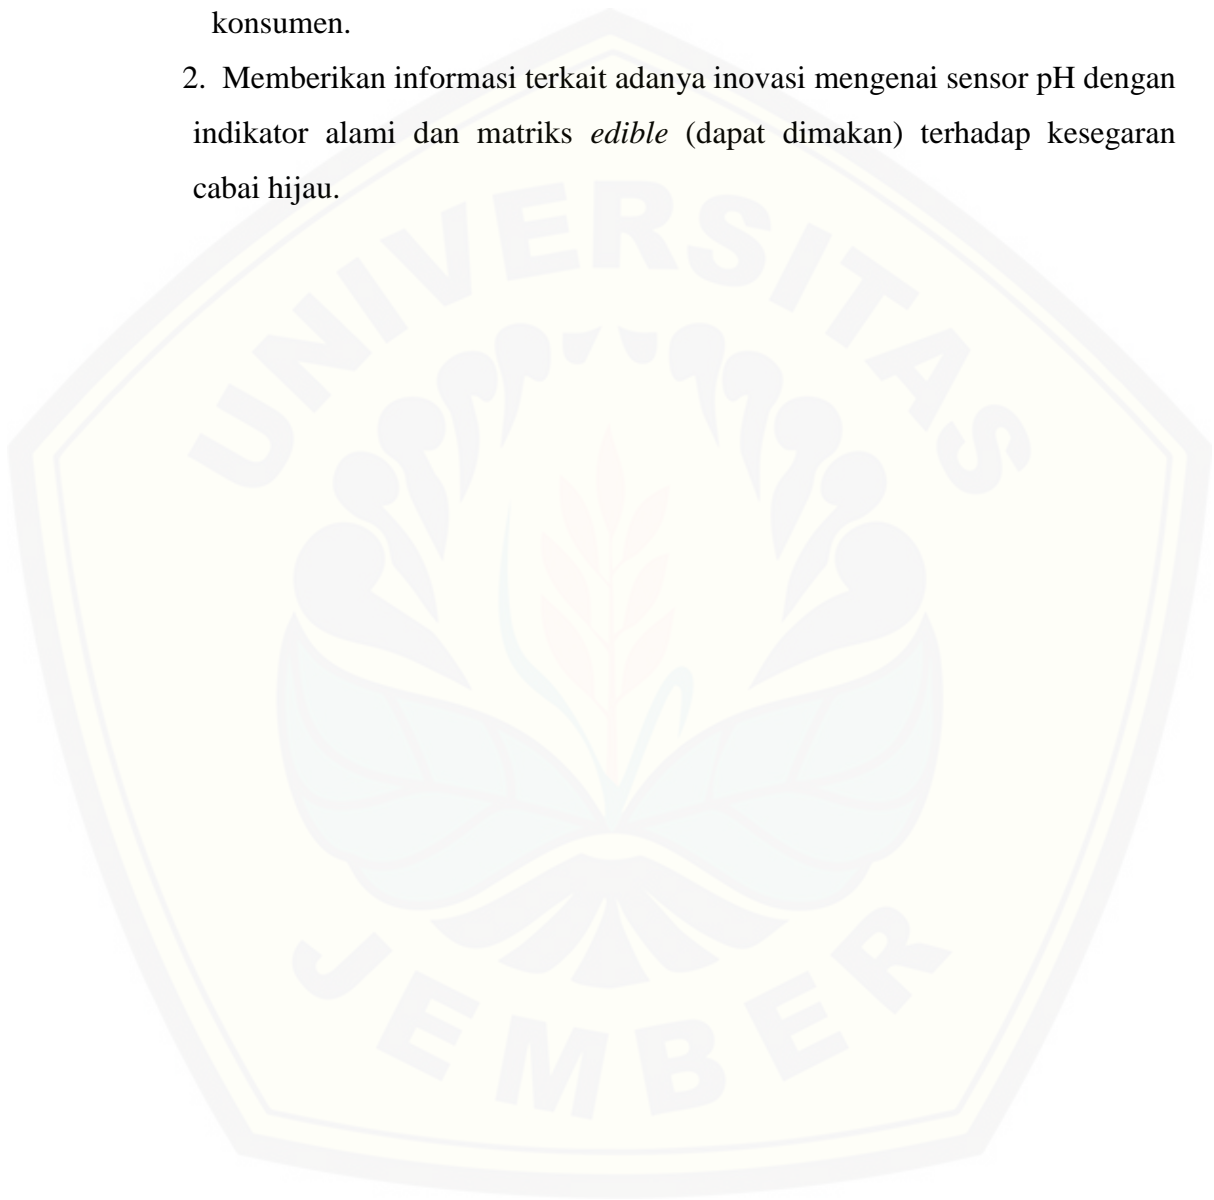 konsumen.
2. Memberikan informasi terkait adanya inovasi mengenai sensor pH dengan
indikator alami dan matriks edible (dapat dimakan) terhadap kesegaran
cabai hijau.
UNIVERSITAS
JEMBER